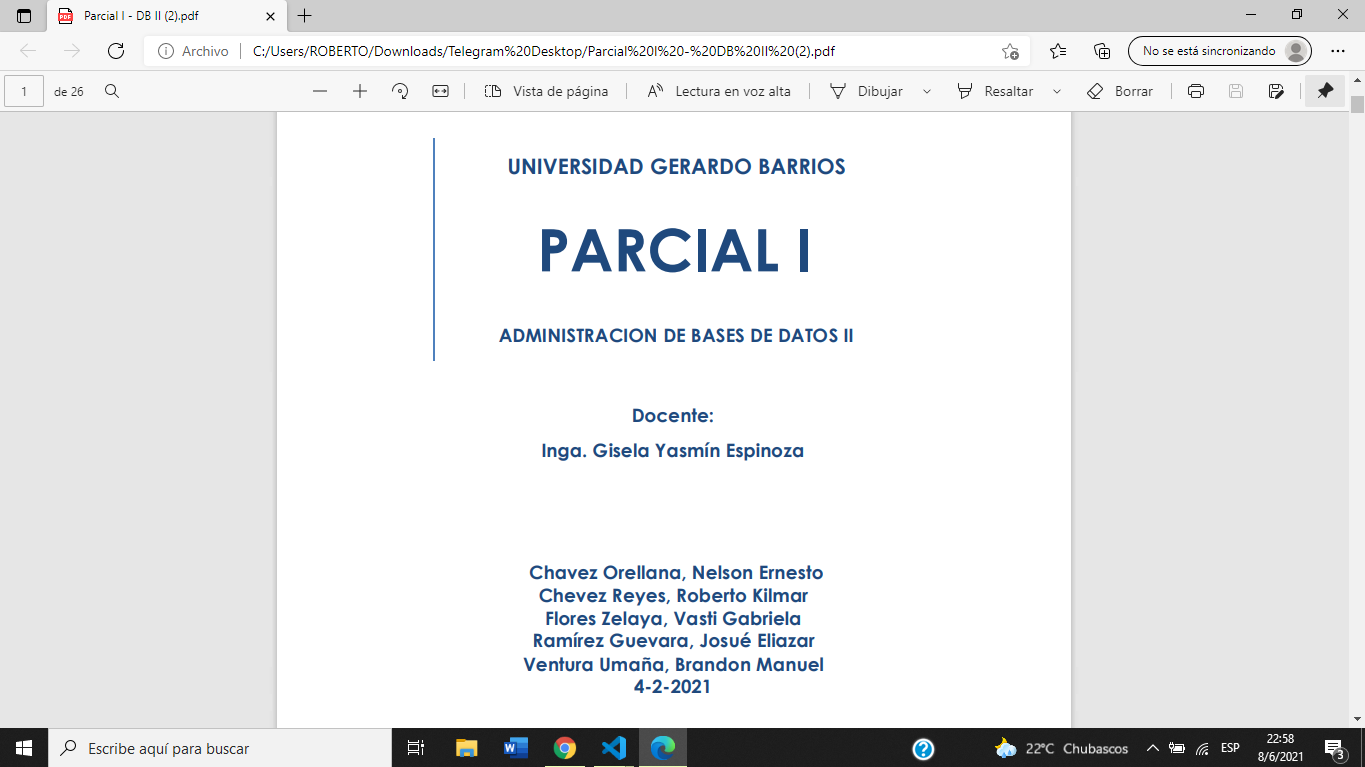 Parcial I - DB II (2).pdf
Archivo
C:/Users/ROBERTO/Downloads/Telegram%20Desktop/Parcial%20I%20-%20DB%20II%20(2).pdf
No se está sincronizando
1 de 26
Vista de página
Lectura en voz alta
Dibujar
Resaltar
Borrar
UNIVERSIDAD GERARDO BARRIOS
PARCIAL I
ADMINISTRACION DE BASES DE DATOS II
Docente:
Inga. Gisela Yasmín Espinoza
Chavez Orellana, Nelson Ernesto
Chevez Reyes, Roberto Kilmar
Flores Zelaya, Vasti Gabriela
Ramírez Guevara, Josué Eliazar
Ventura Umaña, Brandon Manuel
4-2-2021
Escribe aquí para buscar
22°C Chubascos
ESP
22:58
8/6/2021
3